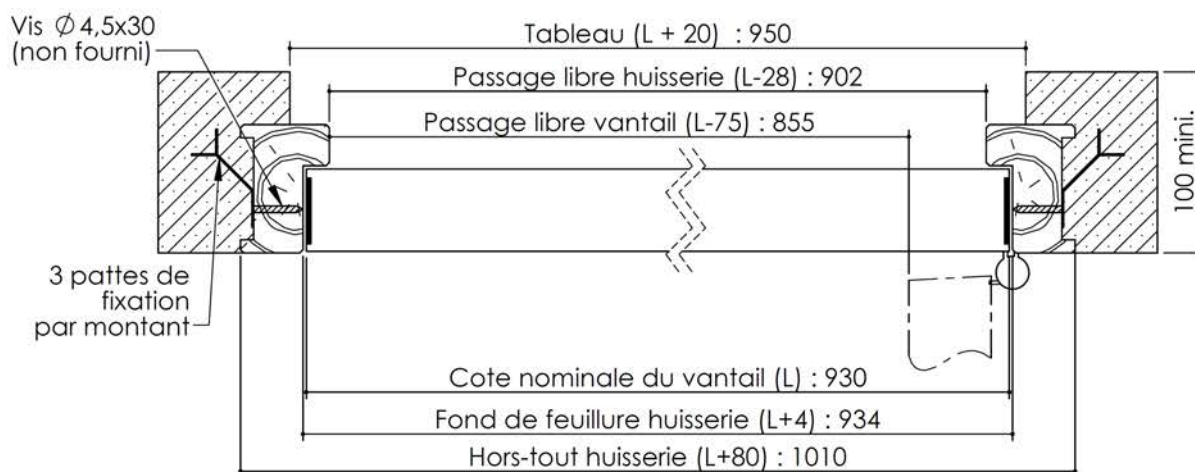 Vis Ø 4,5x30
(non fourni)
Tableau (L + 20) : 950
Passage libre huisserie (L-28) : 902
Passage libre vantail (L-75) : 855
100 mini.
3 pattes de
fixation
par montant
Cote nominale du vantail (L) : 930
Fond de feuillure huisserie (L+4) : 934
Hors-tout huisserie (L+80) : 1010